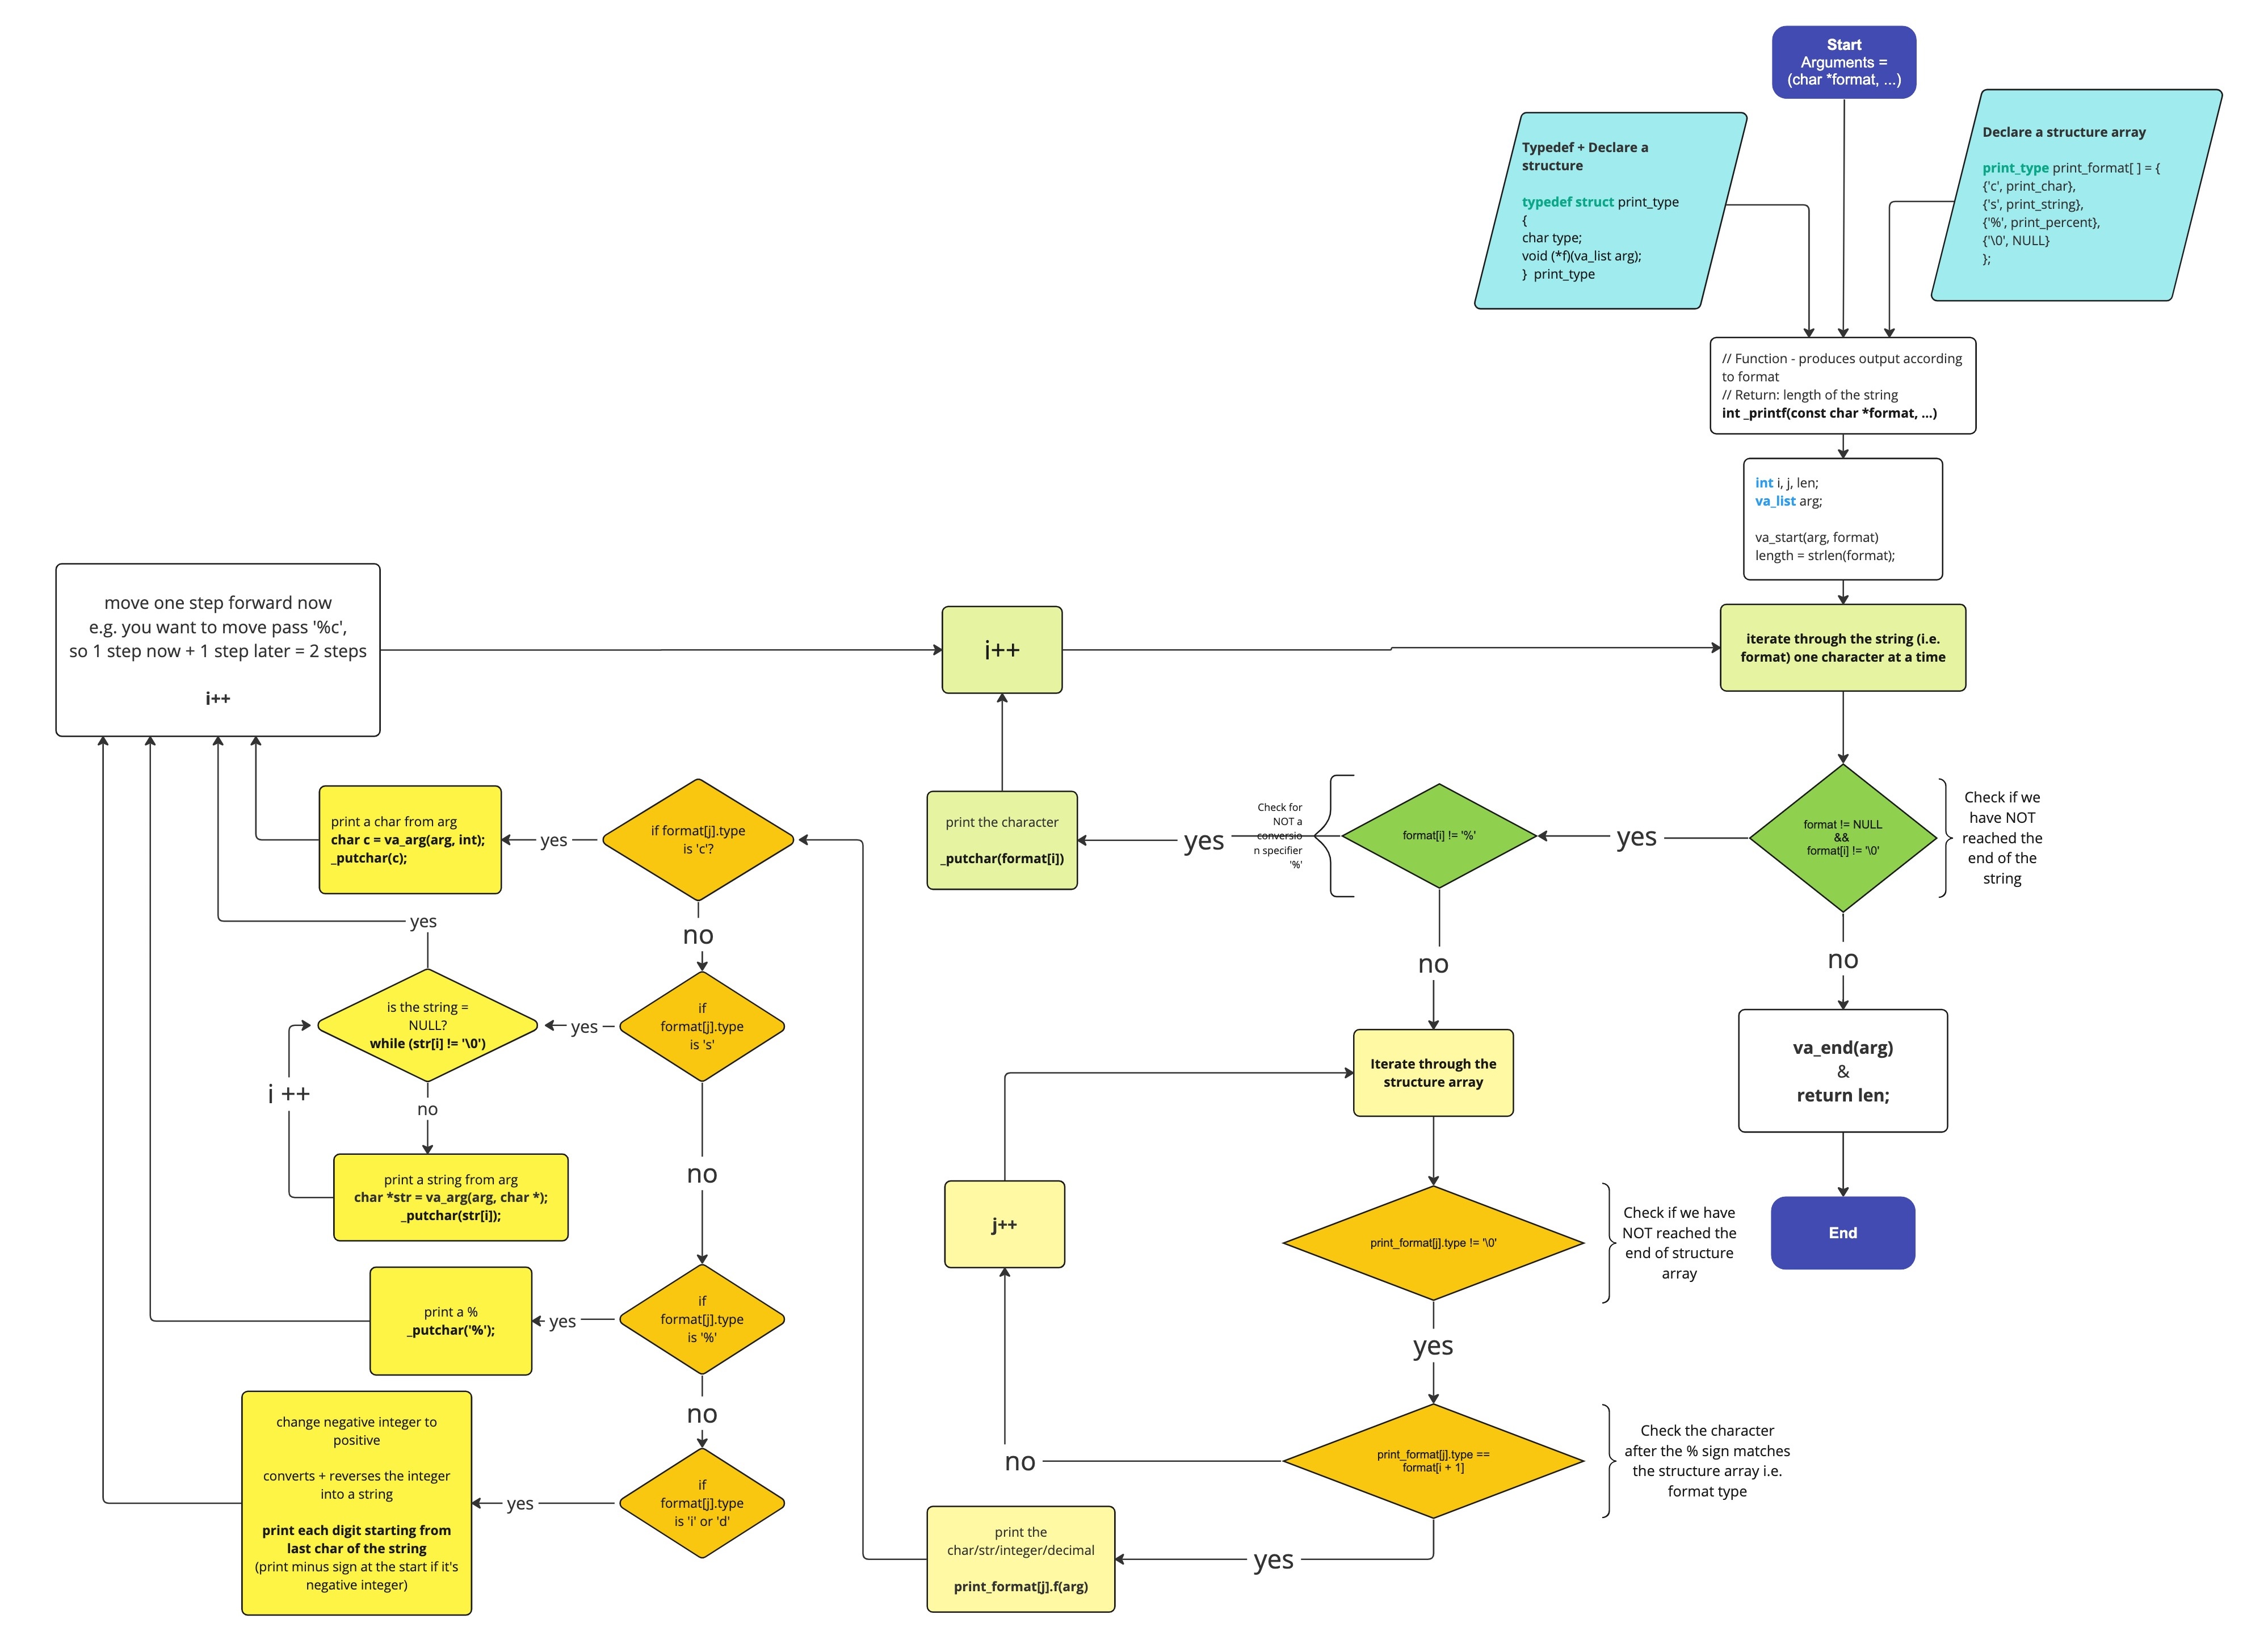 Start
Arguments =
(char *format, ...)
Typedef + Declare a
structure
typedef struct print_type
{
char type;
void (*f)(va_list arg);
} print_type
Declare a structure array
print_type print_format[ ] = {
{'c', print_char},
{'s', print_string},
{'%', print_percent},
{'\0', NULL}
};
// Function - produces output according
to format
// Return: length of the string
int _printf(const char *format, ...)
int i, j, len;
va_list arg;
va_start(arg, format)
length = strlen(format);
iterate through the string (i.e.
format) one character at a time
format != NULL
&&
format[i] != '\0'
Check if we
have NOT
reached the
end of the
string
yes
no
va_end(arg)
&
return len;
End
format[i] != '%'
Check for
NOT a
conversio
n specifier
'%'
yes
print the character
_putchar(format[i])
i++
no
Iterate through the
structure array
print_format[j].type != '\0'
Check if we have
NOT reached the
end of structure
array
yes
print_format[j].type ==
format[i + 1]
Check the character
after the % sign matches
the structure array i.e.
format type
no
j++
yes
print the
char/str/integer/decimal
print_format[j].f(arg)
if format[j].type
is 'c'?
yes
print a char from arg
char c = va_arg(arg, int);
_putchar(c);
no
if
format[j].type
is 's'
yes
is the string =
NULL?
while (str[i] != '\0')
yes
no
print a string from arg
char *str = va_arg(arg, char *);
_putchar(str[i]);
i ++
no
if
format[j].type
is '%'
yes
print a %
_putchar('%');
no
if
format[j].type
is 'i' or 'd'
yes
change negative integer to
positive
converts + reverses the integer
into a string
print each digit starting from
last char of the string
(print minus sign at the start if it's
negative integer)
move one step forward now
e.g. you want to move pass '%c',
so 1 step now + 1 step later = 2 steps
i++